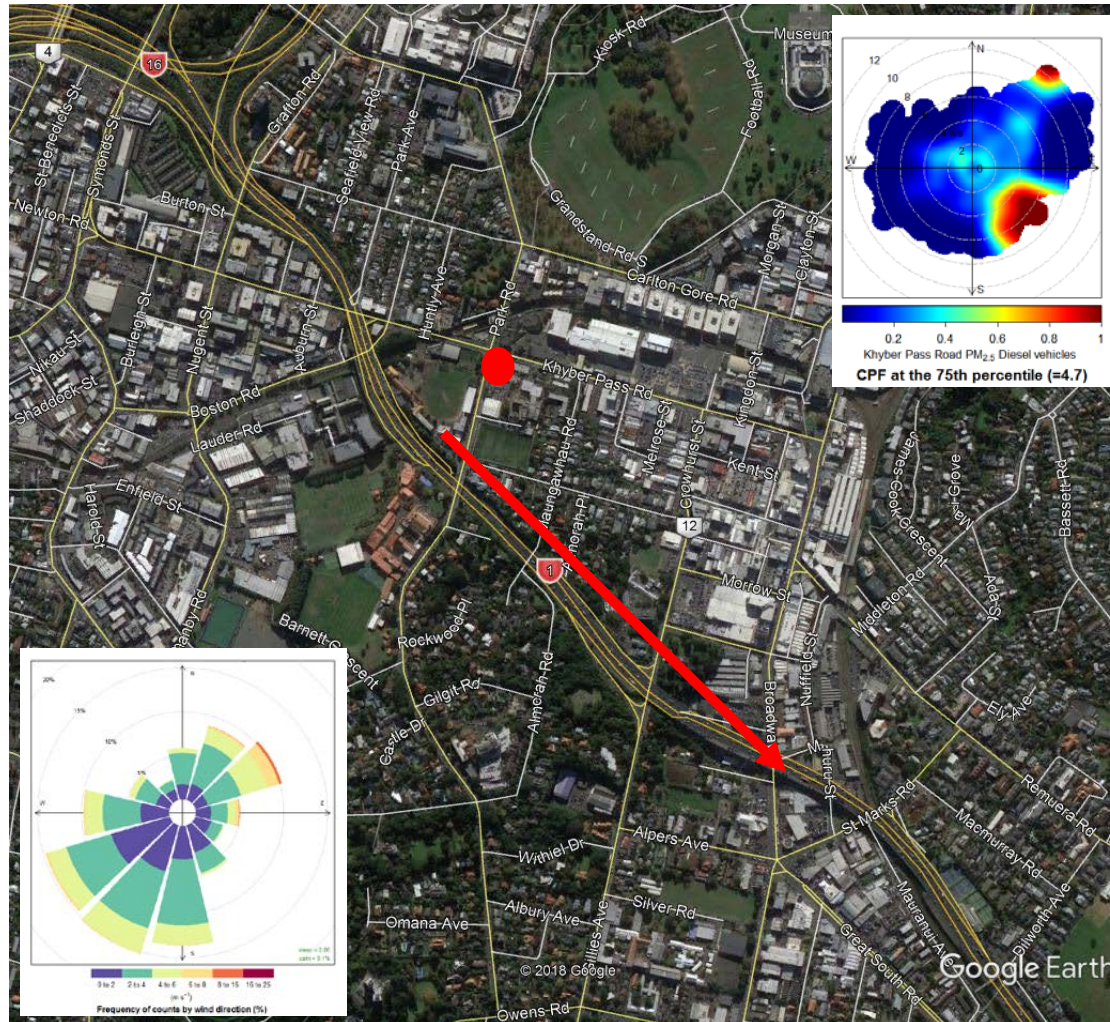 4
16
St Benedicts St
Symonds St
Grafton Rd
Seafield View Rd
Park Ave
Kiosk Rd
Football Rd
Museum
Newton Rd
Burton St
Grandstand Rd S
Carlton Gore Rd
Morgan St
Clayton St
Huntly Ave
Park Rd
Nikau St
Burleigh St
Nugent St
Auburn St
Khyber Pass Rd
Kingdon St
Shaddock St
Boston Rd
Lauder Rd
Enfield St
Harold St
Maungawhau Rd
Melrose St
Crowhurst St
Kent St
12
1
James Cook Crescent
Bassett Rd
Middleton Rd
Ada St
Morrow St
Nuffield St
Barnett Crescent
Rockwood Pl
Gilgit Rd
Almorah Rd
Castle Dr
Broadway
Ely Ave
St Marks Rd
Remuera Rd
Macmurray Rd
Withiel Dr
Alpers Ave
Omana Ave
Albury Ave
Silver Rd
Gillies Ave
Mauranui Ave
Dilworth Ave
Great South Rd
Owens Rd
© 2018 Google
Google Earth
N
12
10
8
2
0
W
S
0.2 0.4 0.6 0.8 1
Khyber Pass Road PM2.5 Diesel vehicles
CPF at the 75th percentile (=4.7)
N
20%
15%
10%
5%
W
E
S
0 to 2 2 to 4 4 to 6 6 to 8 8 to 15 15 to 25
(m s-1)
Frequency of counts by wind direction (%)